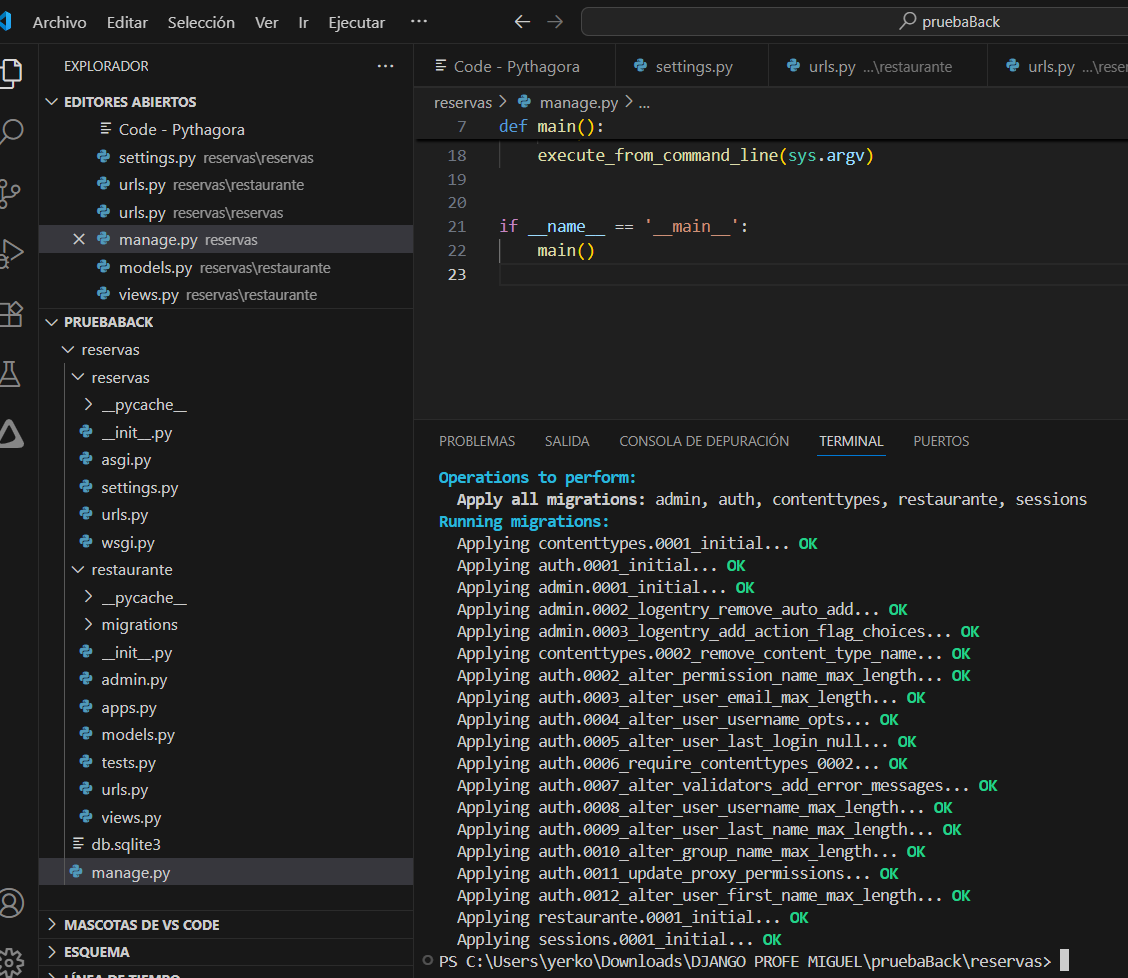 Archivo Editar Selección Ver Ir Ejecutar ··· pruebaBack
EXPLORADOR ···
EDITORES ABIERTOS
Code - Pythagora
settings.py reservas\reservas
urls.py reservas\restaurante
urls.py reservas\reservas
manage.py reservas
models.py reservas\restaurante
views.py reservas\restaurante
PRUEBABACK
reservas
reservas
__pycache__
__init__.py
asgi.py
settings.py
urls.py
wsgi.py
restaurante
__pycache__
migrations
__init__.py
admin.py
apps.py
models.py
tests.py
urls.py
views.py
db.sqlite3
manage.py
MASCOTAS DE VS CODE
ESQUEMA
LÍNEA DE TIEMPO
Code - Pythagora settings.py urls.py ...\restaurante urls.py ...\reser
reservas > manage.py > ...
7 def main():
18 execute_from_command_line(sys.argv)
19
20
21 if __name__ == '__main__':
22 main()
23
PROBLEMAS SALIDA CONSOLA DE DEPURACIÓN TERMINAL PUERTOS
Operations to perform:
Apply all migrations: admin, auth, contenttypes, restaurante, sessions
Running migrations:
Applying contenttypes.0001_initial... OK
Applying auth.0001_initial... OK
Applying admin.0001_initial... OK
Applying admin.0002_logentry_remove_auto_add... OK
Applying admin.0003_logentry_add_action_flag_choices... OK
Applying contenttypes.0002_remove_content_type_name... OK
Applying auth.0002_alter_permission_name_max_length... OK
Applying auth.0003_alter_user_email_max_length... OK
Applying auth.0004_alter_user_username_opts... OK
Applying auth.0005_alter_user_last_login_null... OK
Applying auth.0006_require_contenttypes_0002... OK
Applying auth.0007_alter_validators_add_error_messages... OK
Applying auth.0008_alter_user_username_max_length... OK
Applying auth.0009_alter_user_last_name_max_length... OK
Applying auth.0010_alter_group_name_max_length... OK
Applying auth.0011_update_proxy_permissions... OK
Applying auth.0012_alter_user_first_name_max_length... OK
Applying restaurante.0001_initial... OK
Applying sessions.0001_initial... OK
PS C:\Users\yerko\Downloads\DJANGO PROFE MIGUEL\pruebaBack\reservas>